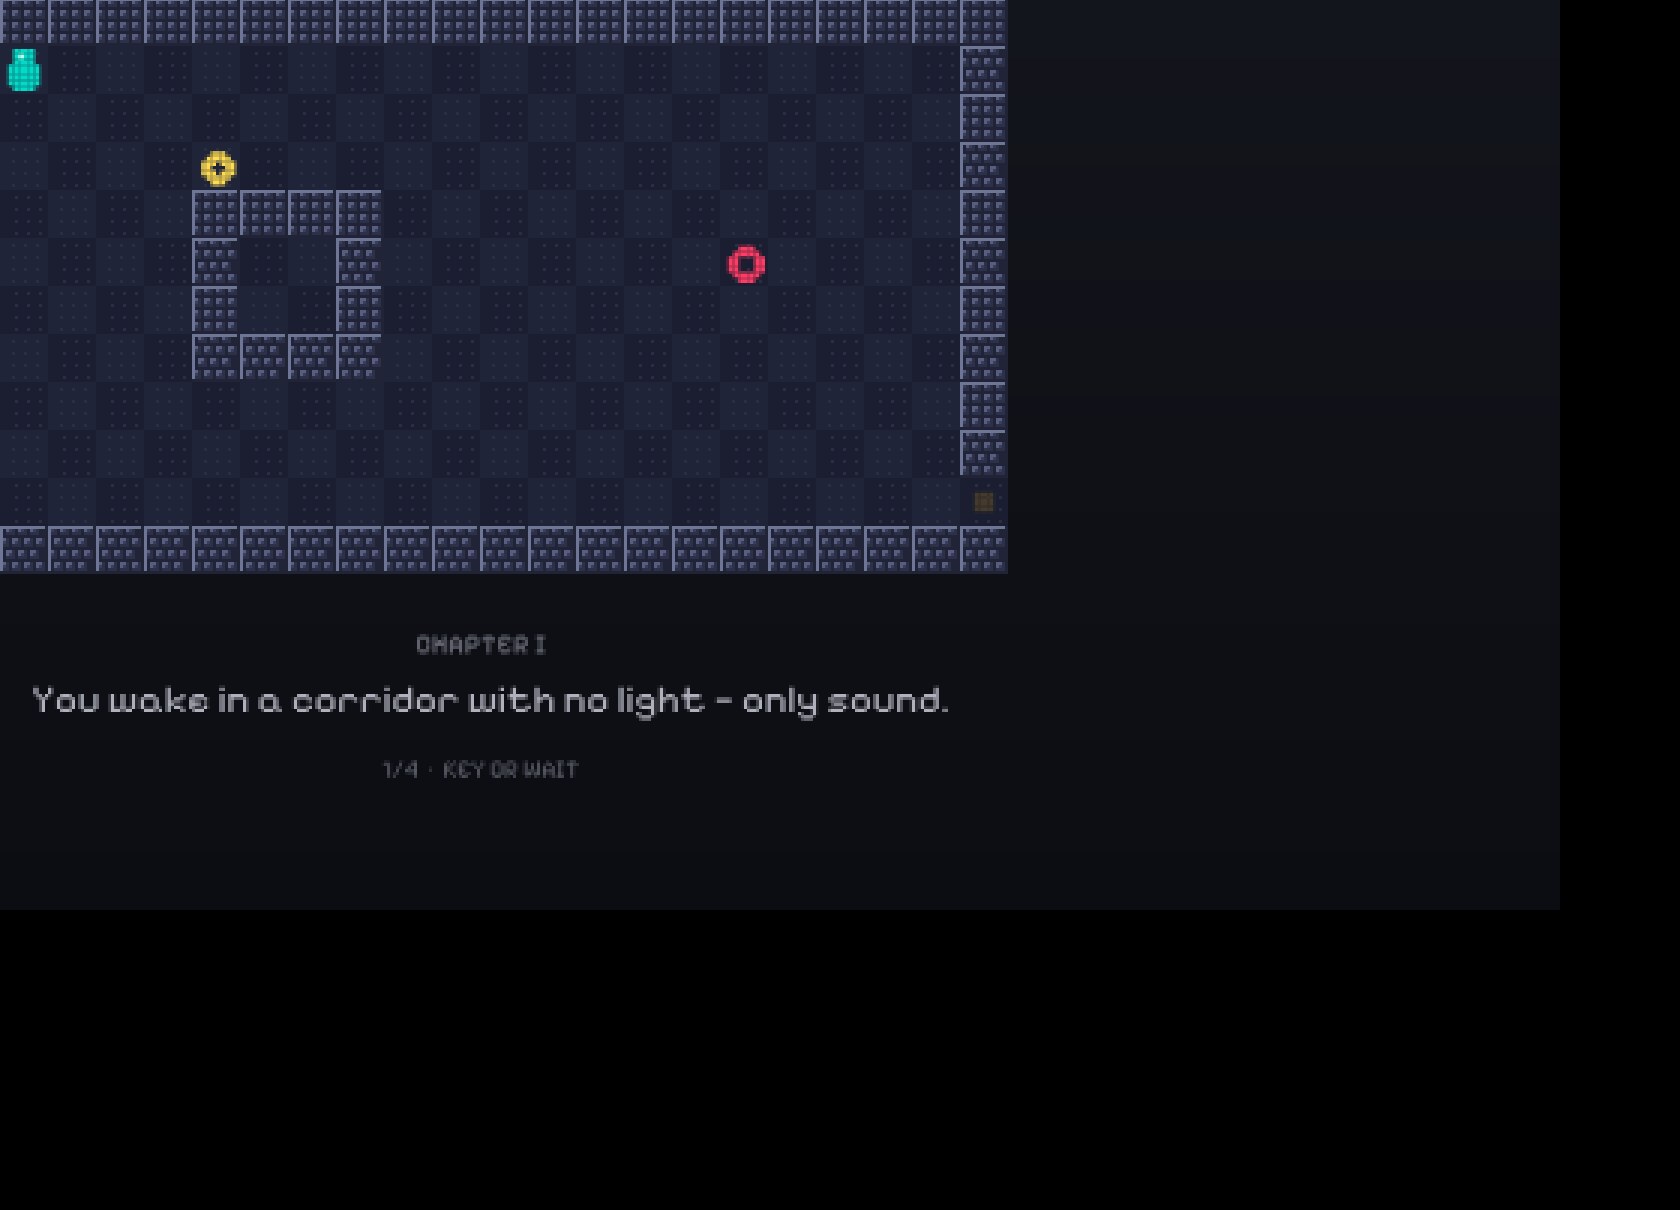 CHAPTER I
You wake in a corridor with no light - only sound.
1/4 · KEY OR WAIT